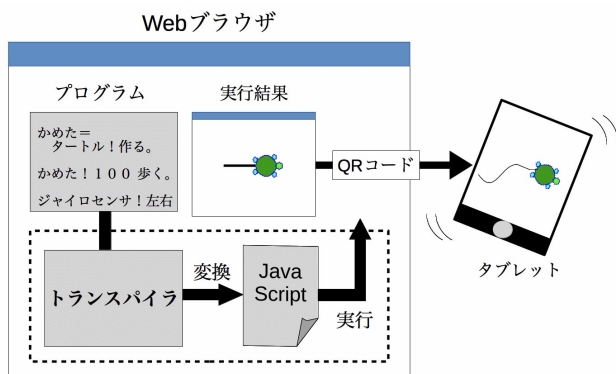 Webブラウザ
プログラム
実行結果
かめた＝
タートル！作る。
かめた！１００ 歩く。
ジャイロセンサ！左右
QRコード
タブレット
トランスパイラ
変換
Java
Script
実行